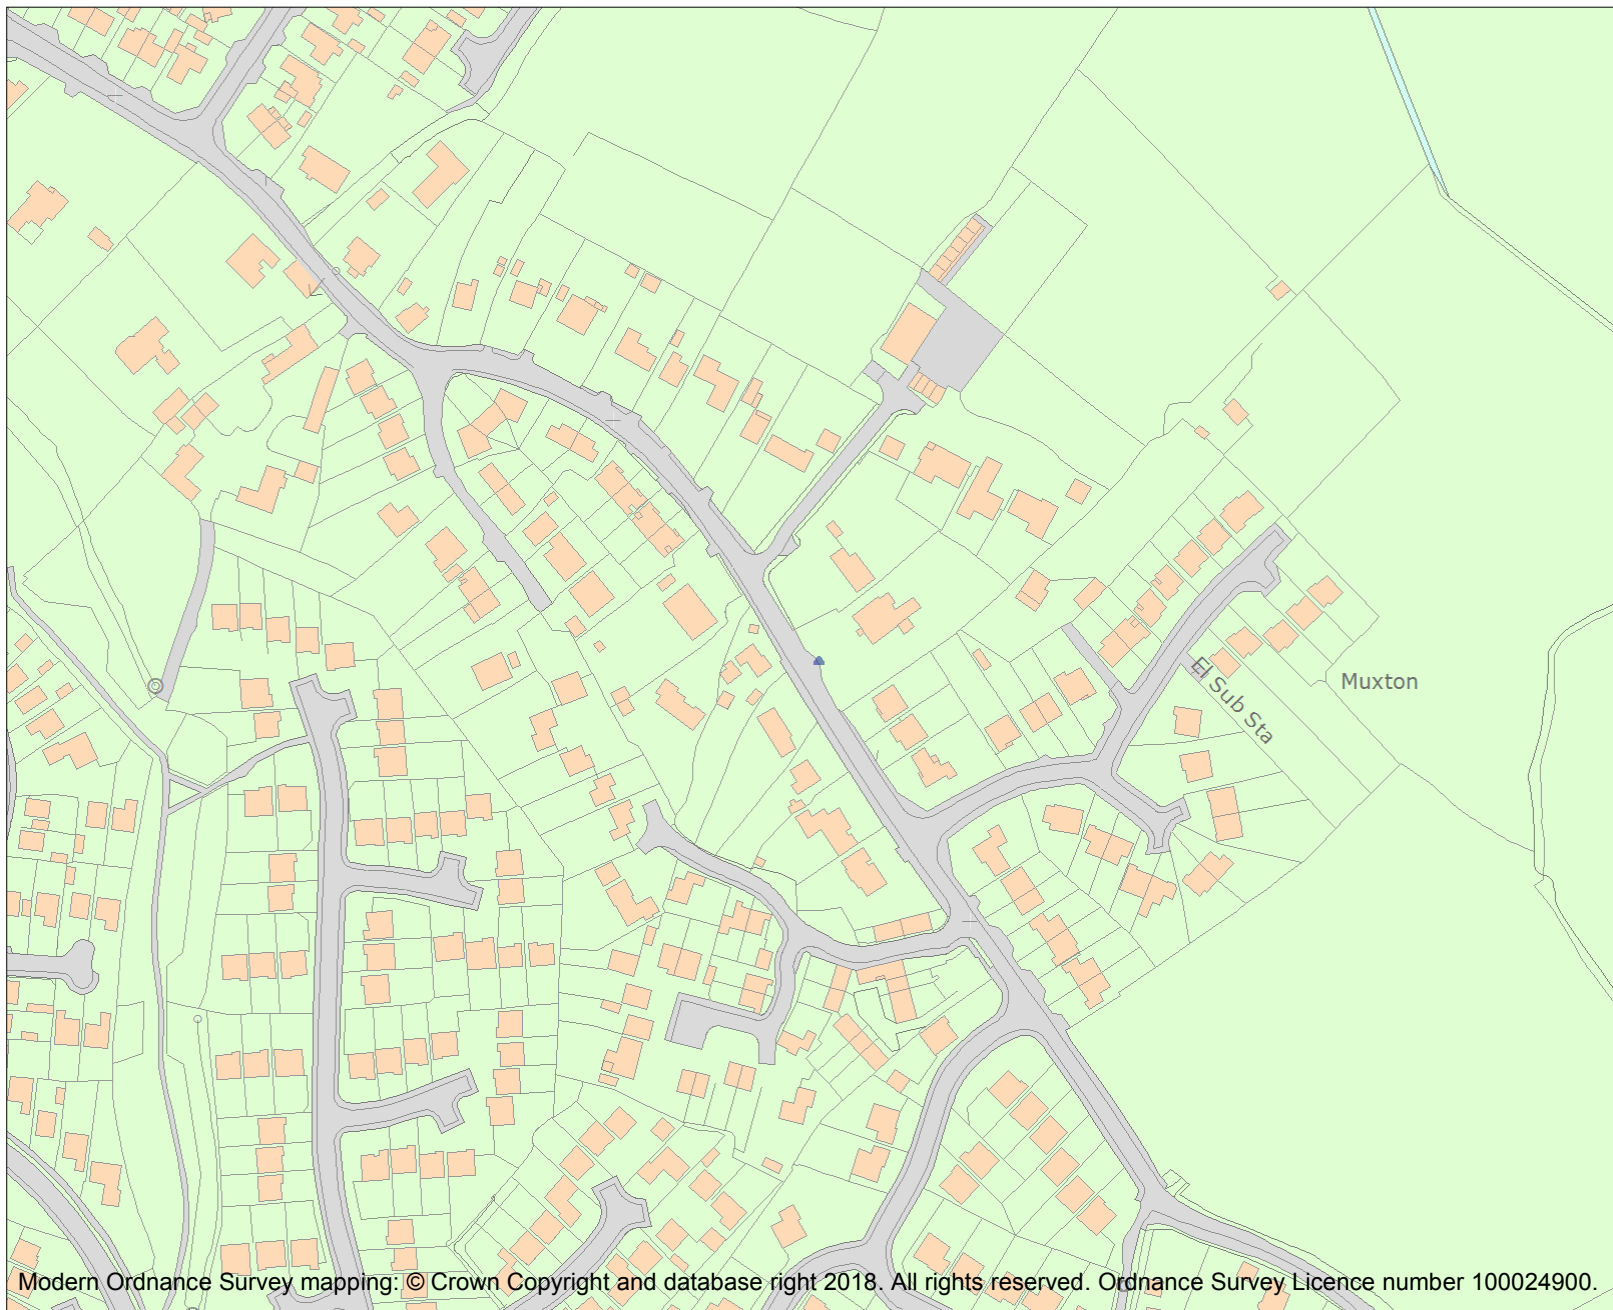 Muxton
El Sub Sta
Modern Ordnance Survey mapping: © Crown Copyright and database right 2018. All rights reserved. Ordnance Survey Licence number 100024900.